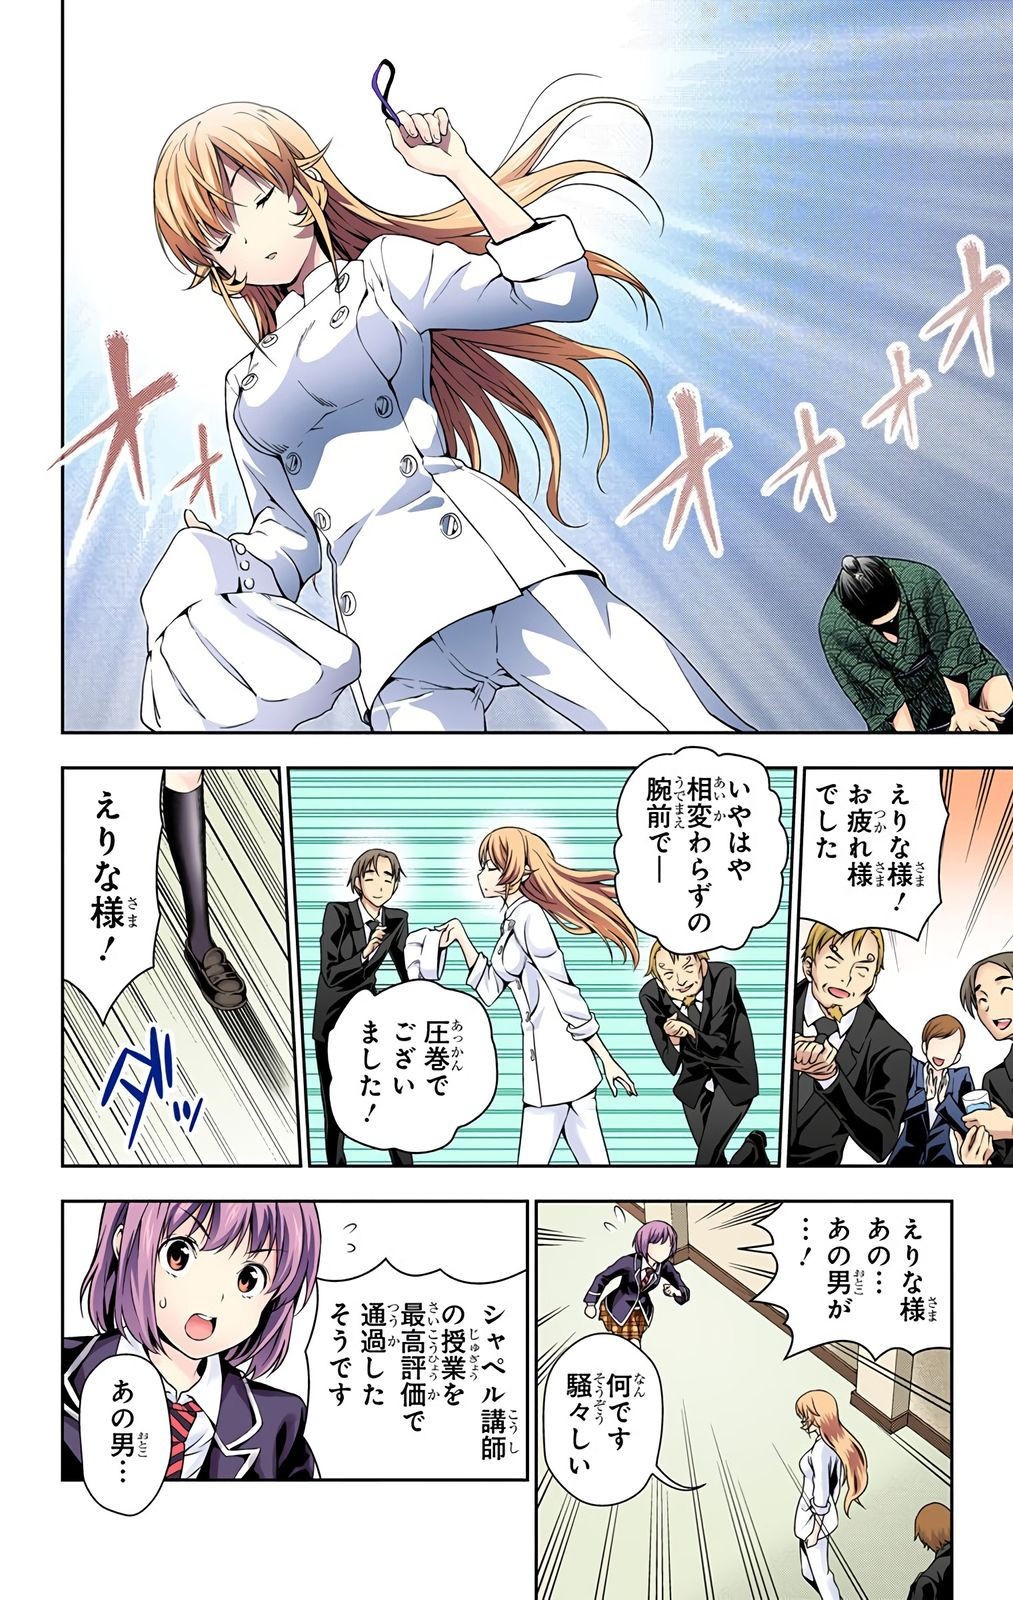 オオオオオ
えりな様！
お疲れ様
でした
いやはや
相変わらずの
腕前で―
圧巻で
ござい
ました！
えりな様！
ダッ
えりな様
あの…
あの男が
…！
何です
騒々しい
シャペル講師
の授業を
最高評価で
通過した
そうです
あの男…